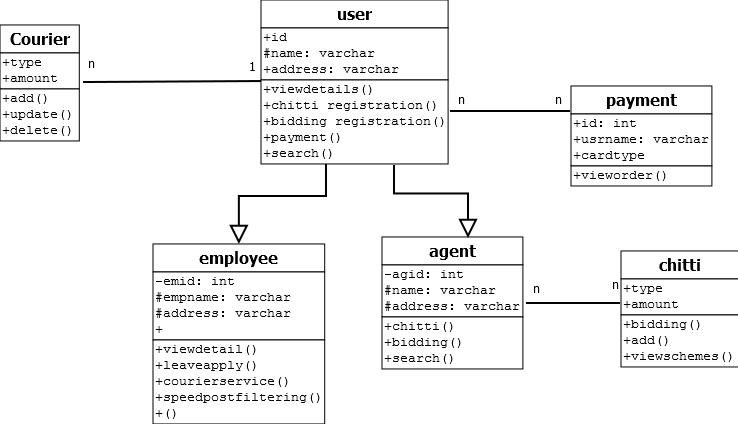 Courier
+type
+amount
+add()
+update()
+delete()
n
1
user
+id
#name: varchar
+address: varchar
+viewdetails()
+chitti registration()
+bidding registration()
+payment()
+search()
n
n
payment
+id: int
+usrname: varchar
+cardtype
+vieworder()
employee
-emid: int
#empname: varchar
#address: varchar
+
+viewdetail()
+leaveapply()
+courierservice()
+speedpostfiltering()
+()
agent
-agid: int
#name: varchar
#address: varchar
+chitti()
+bidding()
+search()
n
n
chitti
+type
+amount
+bidding()
+add()
+viewschemes()